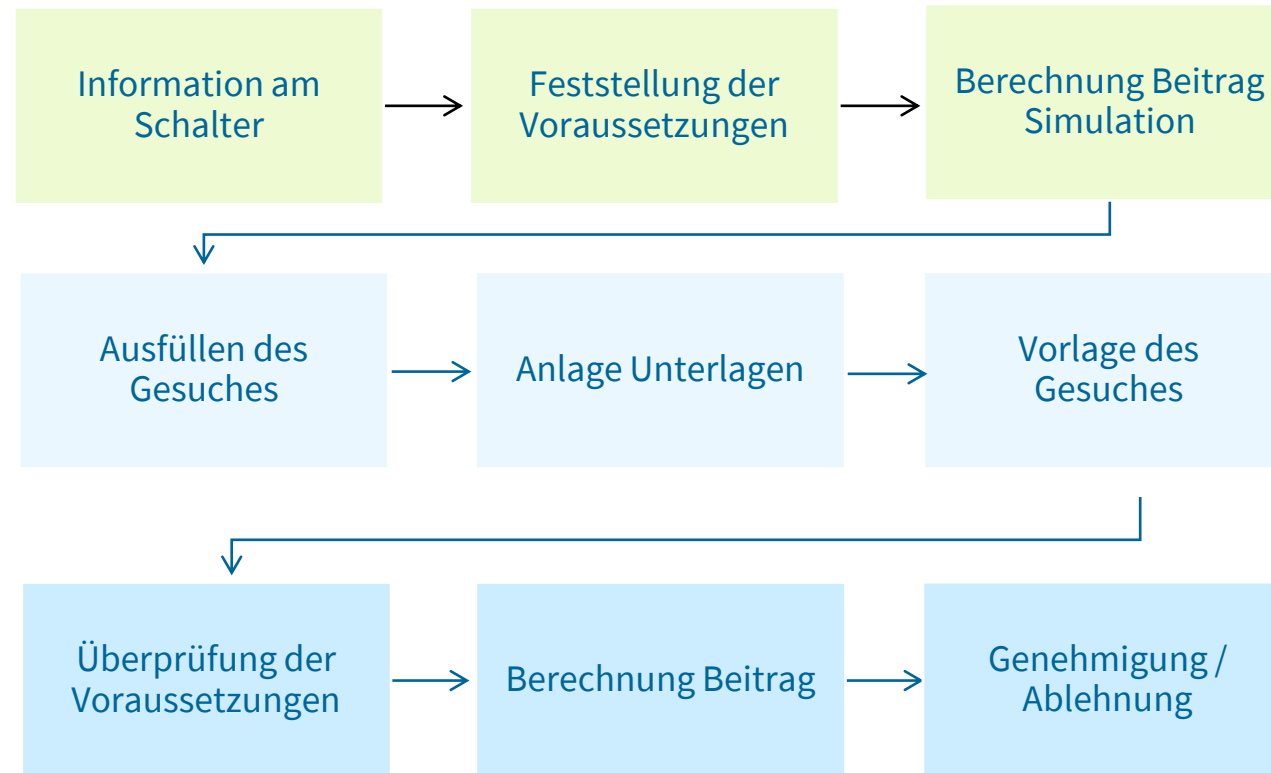 Information am
Schalter
Feststellung der
Voraussetzungen
Berechnung Beitrag
Simulation
Ausfüllen des
Gesuches
Anlage Unterlagen
Vorlage des
Gesuches
Überprüfung der
Voraussetzungen
Berechnung Beitrag
Genehmigung /
Ablehnung